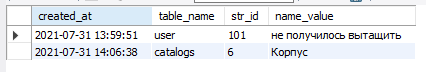 created_at table_name str_id name_value
2021-07-31 13:59:51 user 101 не получилось вытащить
2021-07-31 14:06:38 catalogs 6 Корпус